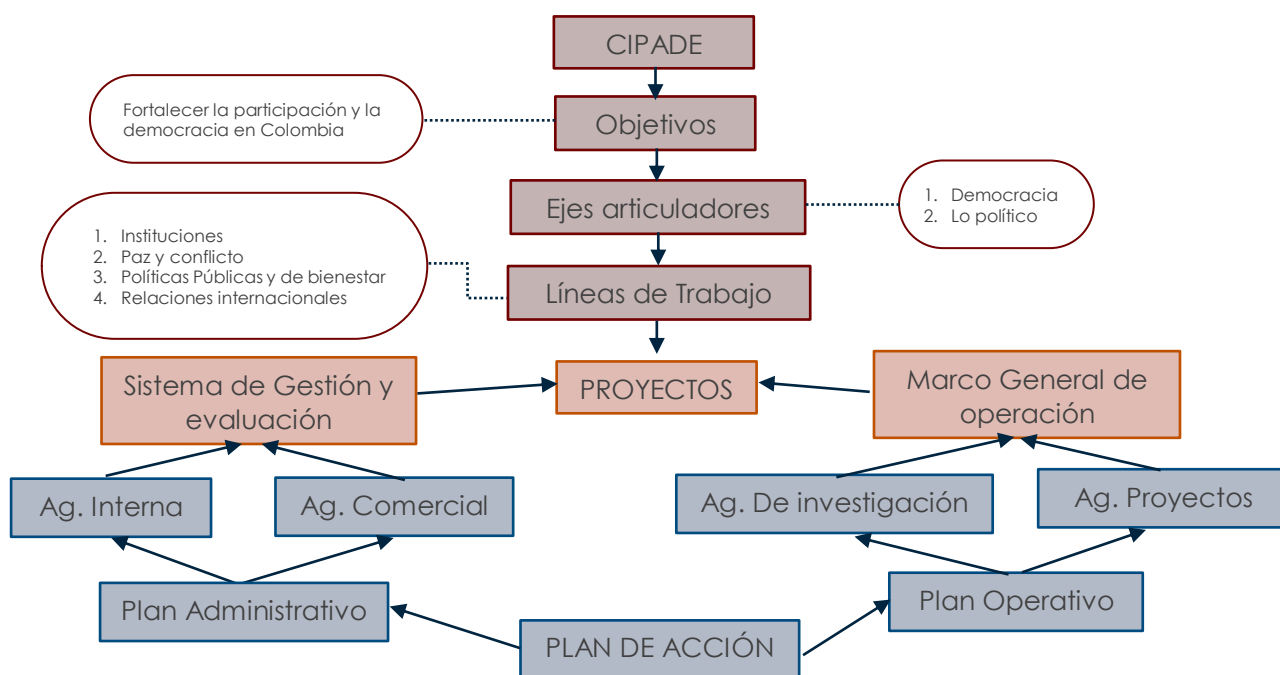 CIPADE
Fortalecer la participación y la
democracia en Colombia
Objetivos
Ejes articuladores
1. Democracia
2. Lo político
1. Instituciones
2. Paz y conflicto
3. Políticas Públicas y de bienestar
4. Relaciones internacionales
Líneas de Trabajo
Sistema de Gestión y
evaluación
PROYECTOS
Marco General de
operación
Ag. Interna
Ag. Comercial
Ag. De investigación
Ag. Proyectos
Plan Administrativo
Plan Operativo
PLAN DE ACCIÓN